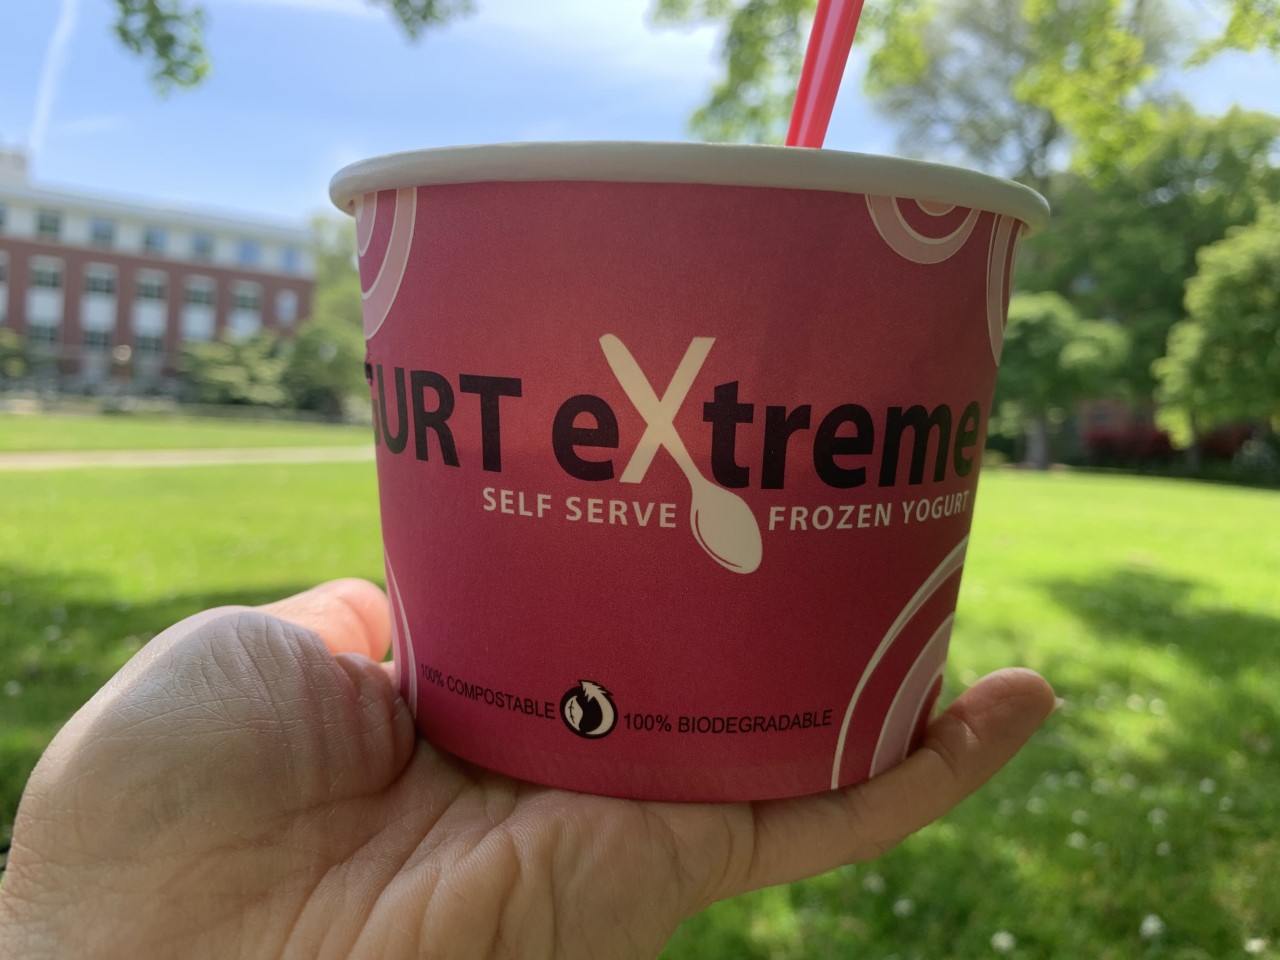 GURT eXtreme
SELF SERVE FROZEN YOGURT
100% COMPOSTABLE 100% BIODEGRADABLE